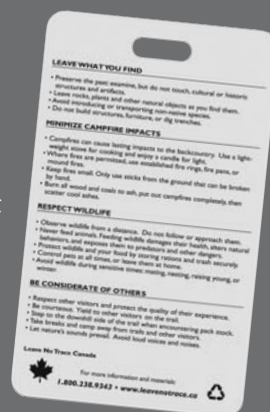 LEAVE WHAT YOU FIND
• Preserve the past: examine, but do not touch, cultural or historic
structures and artifacts.
• Leave rocks, plants and other natural objects as you find them.
• Avoid introducing or transporting non-native species.
• Do not build structures, furniture, or dig trenches.
MINIMIZE CAMPFIRE IMPACTS
• Campfires can cause lasting impacts to the backcountry. Use a light-
weight stove for cooking and enjoy a candle for light.
• Where fires are permitted, use established fire rings, fire pans, or
mound fires.
• Keep fires small. Only use sticks from the ground that can be broken
by hand.
• Burn all wood and coals to ash, put out campfires completely, then
scatter cool ashes.
RESPECT WILDLIFE
• Observe wildlife from a distance. Do not follow or approach them.
• Never feed animals. Feeding wildlife damages their health, alters natural
behaviors, and exposes them to predators and other dangers.
• Protect wildlife and your food by storing rations and trash securely.
• Control pets at all times, or leave them at home.
• Avoid wildlife during sensitive times: mating, nesting, raising young, or
winter.
BE CONSIDERATE OF OTHERS
• Respect other visitors and protect the quality of their experience.
• Be courteous. Yield to other visitors on the trail.
• Step to the downhill side of the trail when encountering pack stock.
• Take breaks and camp away from trails and other visitors.
• Let nature's sounds prevail. Avoid loud voices and noises.
Leave No Trace Canada
For more information and materials:
1.800.238.9343 • www.leavenotrace.ca